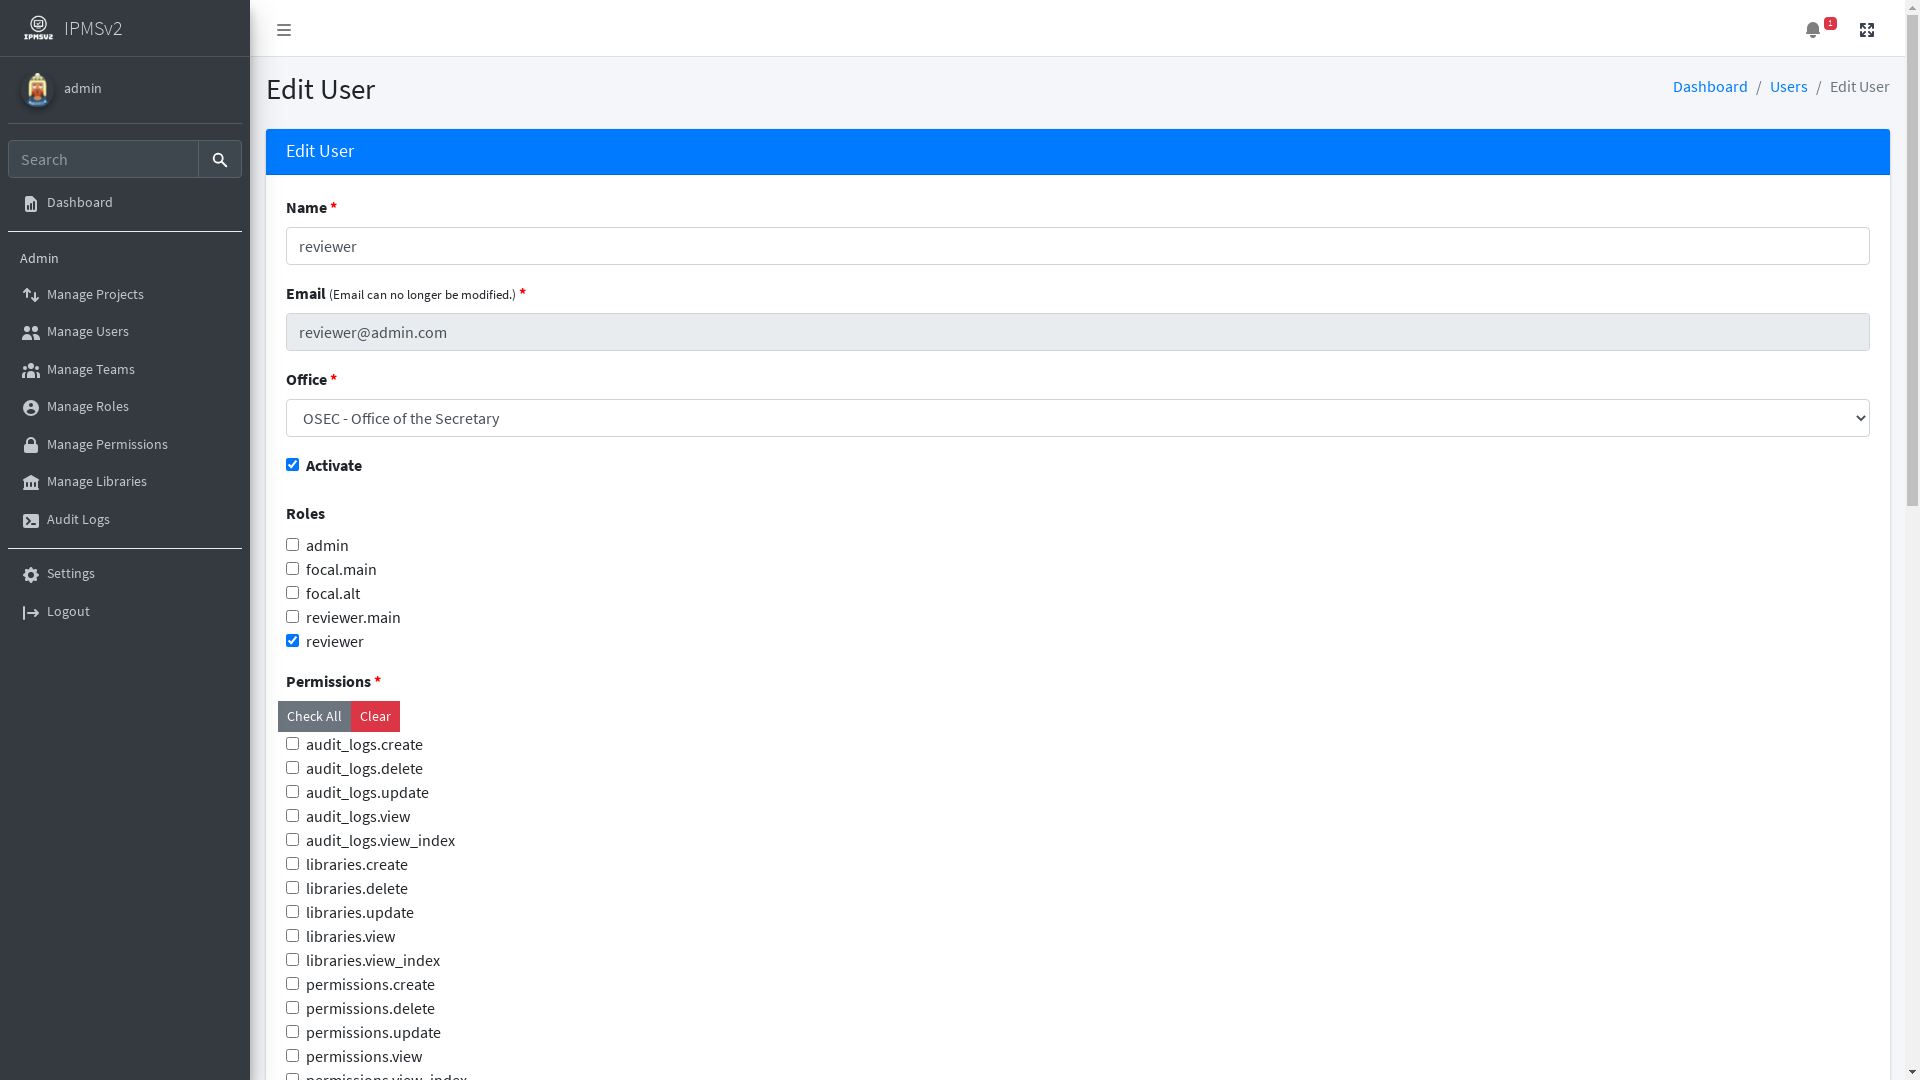 IPMSv2
IPMSV2
admin
Search
Dashboard
Admin
Manage Projects
Manage Users
Manage Teams
Manage Roles
Manage Permissions
Manage Libraries
Audit Logs
Settings
Logout
1
Edit User
Dashboard / Users / Edit User
Edit User
Name *
reviewer
Email (Email can no longer be modified.) *
reviewer@admin.com
Office *
OSEC - Office of the Secretary
Activate
Roles
admin
focal.main
focal.alt
reviewer.main
reviewer
Permissions *
Check All Clear
audit_logs.create
audit_logs.delete
audit_logs.update
audit_logs.view
audit_logs.view_index
libraries.create
libraries.delete
libraries.update
libraries.view
libraries.view_index
permissions.create
permissions.delete
permissions.update
permissions.view
permissions.view_index